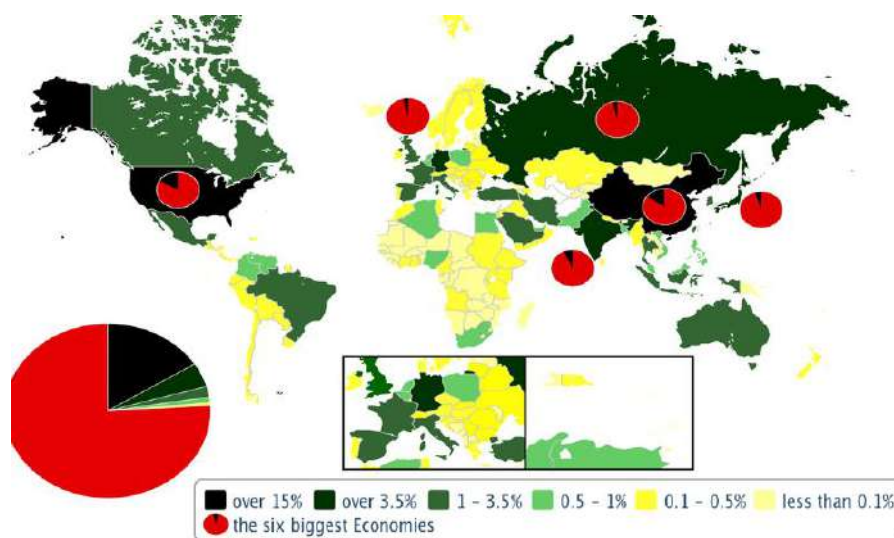 over 15% over 3.5% 1 – 3.5% 0.5 – 1% 0.1 – 0.5% less than 0.1%
the six biggest Economies